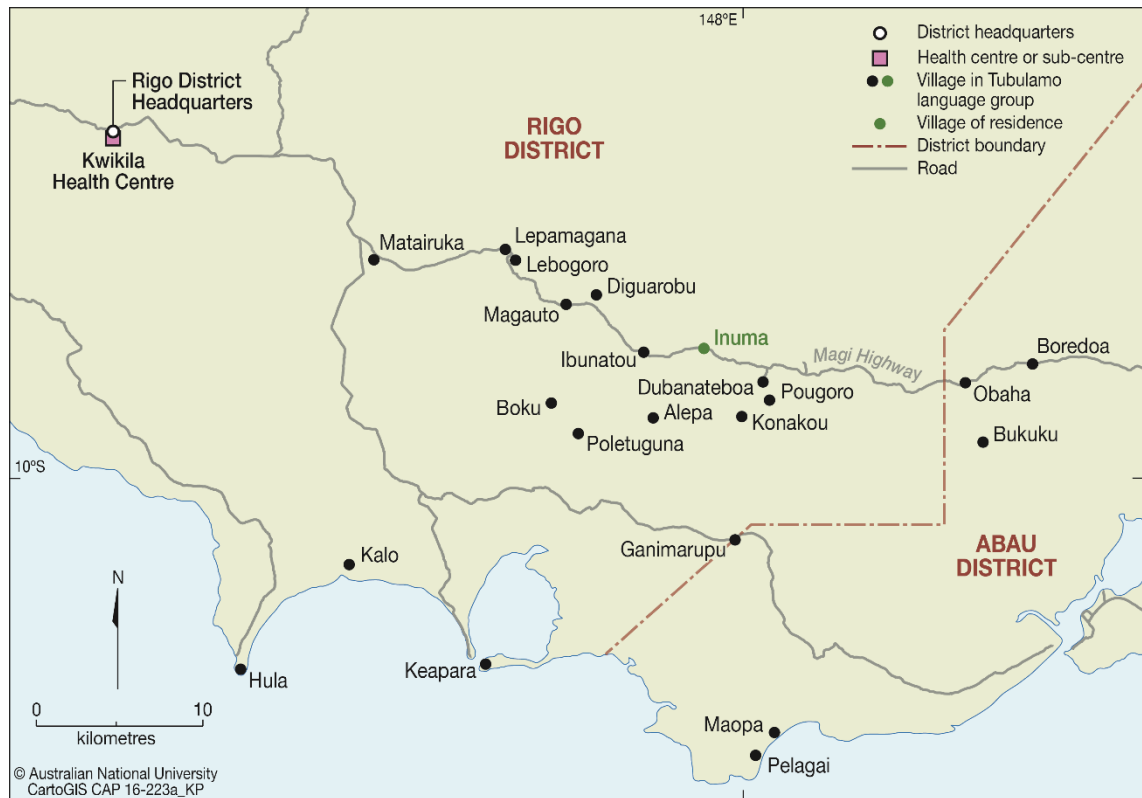 148°E
District headquarters
Health centre or sub-centre
Village in Tubulamo
language group
Village of residence
District boundary
Road
Rigo District
Headquarters
Kwikila
Health Centre
RIGO
DISTRICT
Matairuka
Lepamagana
Lebogoro
Diguarobu
Magauto
Inuma
Ibunatou
Magi Highway
Boredoa
Dubanateboa
Pougoro
Obaha
Boku
Alepa
Konakou
Poletuguna
Bukuku
10°S
Ganimarupu
ABAU
DISTRICT
Kalo
N
Keapara
Hula
0 10
kilometres
Maopa
Pelagai
© Australian National University
CartoGIS CAP 16-223a_KP